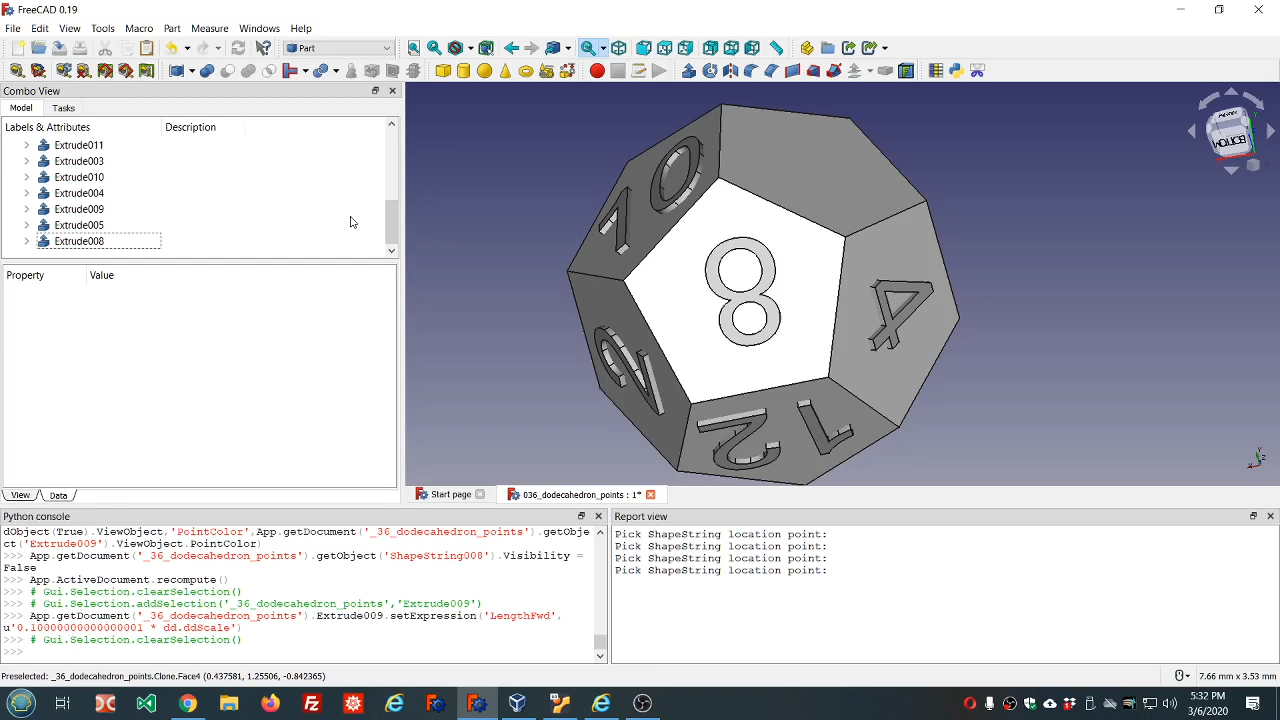 FreeCAD 0.19
File Edit View Tools Macro Part Measure Windows Help
Part
Combo View
Model Tasks
Labels & Attributes Description
Extrude011
Extrude003
Extrude010
Extrude004
Extrude009
Extrude005
Extrude008
Property Value
View Data
10
8
4
2
12
BOTTOM
Start page 036_dodecahedron_points : 1*
Python console
dObject(True).ViewObject,'PointColor',App.getDocument('_36_dodecahedron_points').getObje
ct('Extrude009').ViewObject.PointColor)
>>> App.getDocument('_36_dodecahedron_points').getObject('ShapeString008').Visibility =
False
>>> App.ActiveDocument.recompute()
>>> # Gui.Selection.clearSelection()
>>> # Gui.Selection.addSelection('_36_dodecahedron_points','Extrude009')
>>> App.getDocument('_36_dodecahedron_points').Extrude009.setExpression('LengthFwd',
u'0.10000000000000001 * dd.ddScale')
>>> # Gui.Selection.clearSelection()
>>>
Report view
Pick ShapeString location point:
Pick ShapeString location point:
Pick ShapeString location point:
Pick ShapeString location point:
Preselected: _36_dodecahedron_points.Clone.Face4 (0.437581, 1.25506, -0.842365)
7.66 mm x 3.53 mm
5:32 PM
3/6/2020